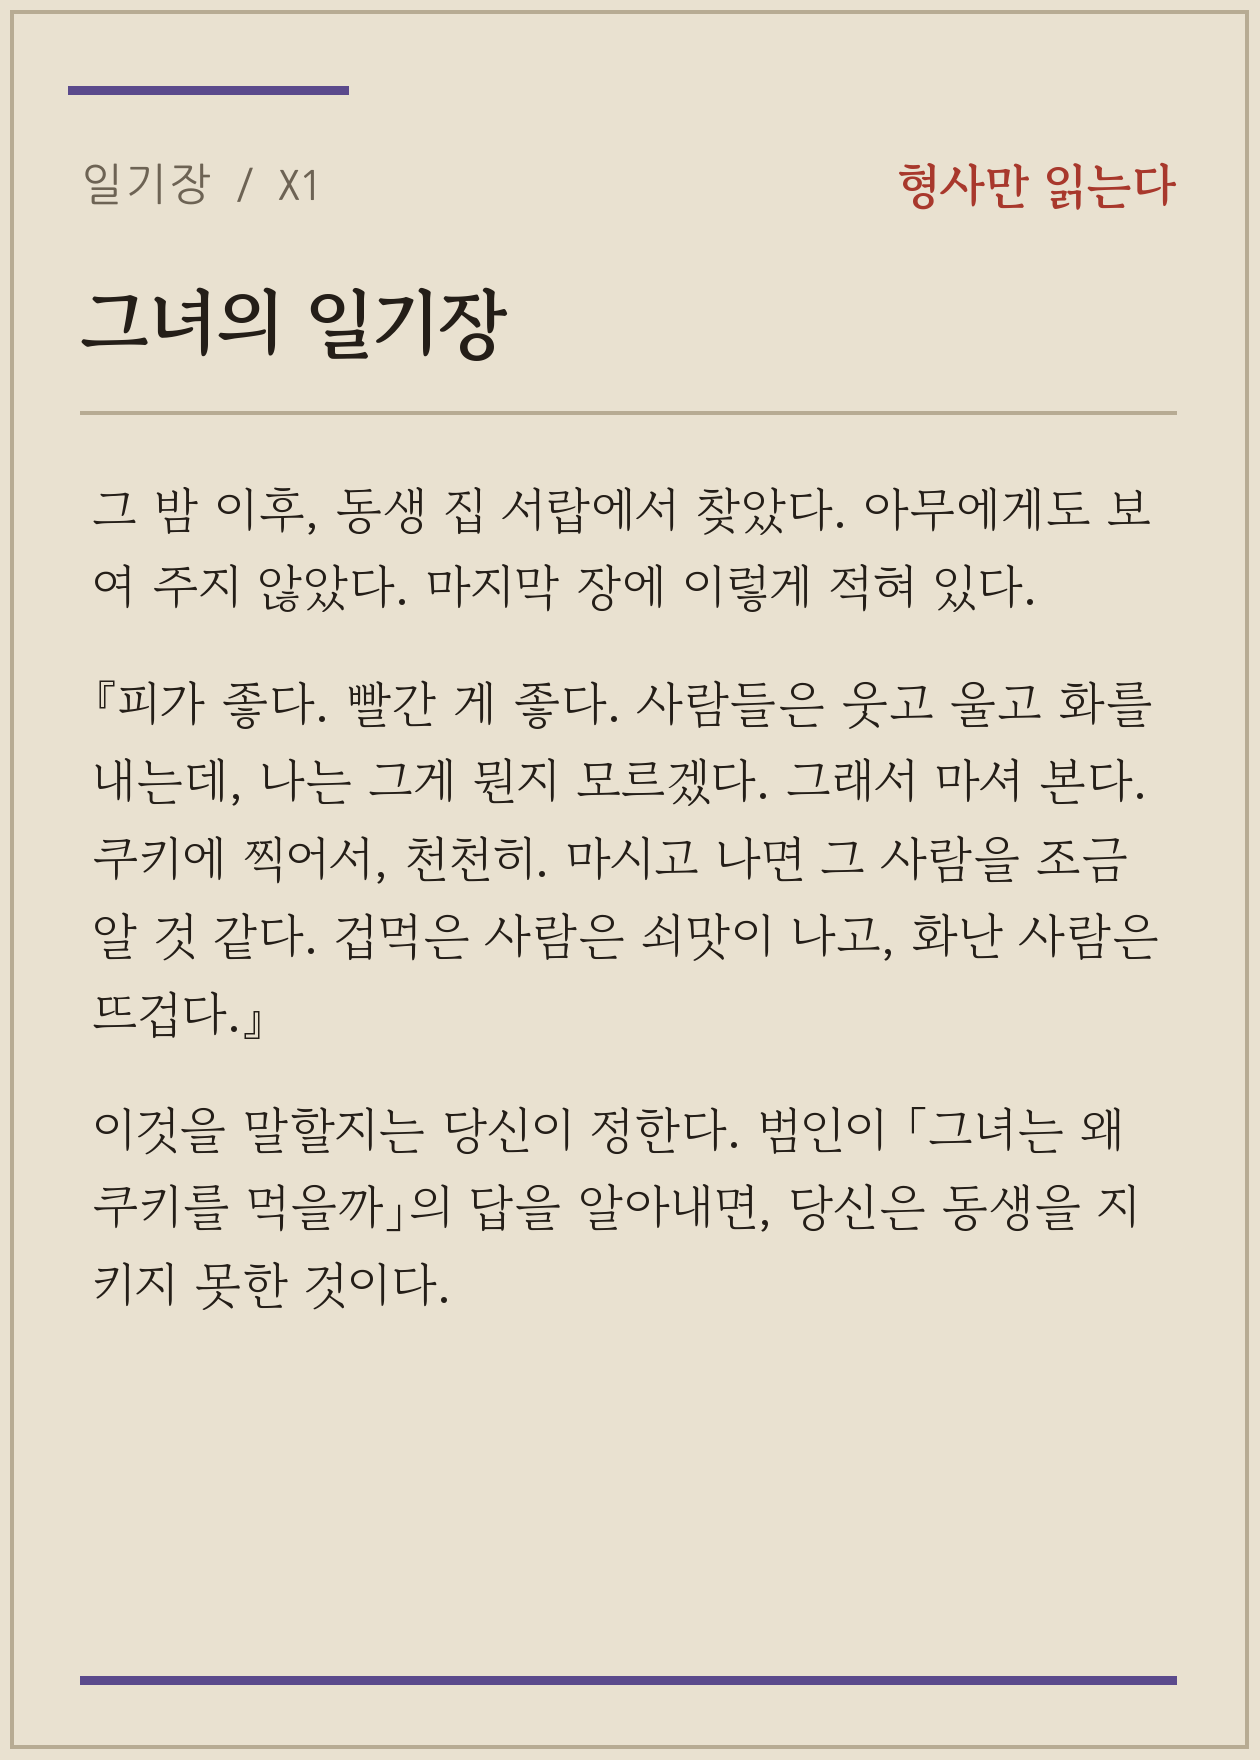 일기장 / X1
형사만 읽는다
그녀의 일기장
그 밤 이후, 동생 집 서랍에서 찾았다. 아무에게도 보
여 주지 않았다. 마지막 장에 이렇게 적혀 있다.
『피가 좋다. 빨간 게 좋다. 사람들은 웃고 울고 화를
내는데, 나는 그게 뭔지 모르겠다. 그래서 마셔 본다.
쿠키에 찍어서, 천천히. 마시고 나면 그 사람을 조금
알 것 같다. 겁먹은 사람은 쇠맛이 나고, 화난 사람은
뜨겁다.』
이것을 말할지는 당신이 정한다. 범인이 「그녀는 왜
쿠키를 먹을까」의 답을 알아내면, 당신은 동생을 지
키지 못한 것이다.